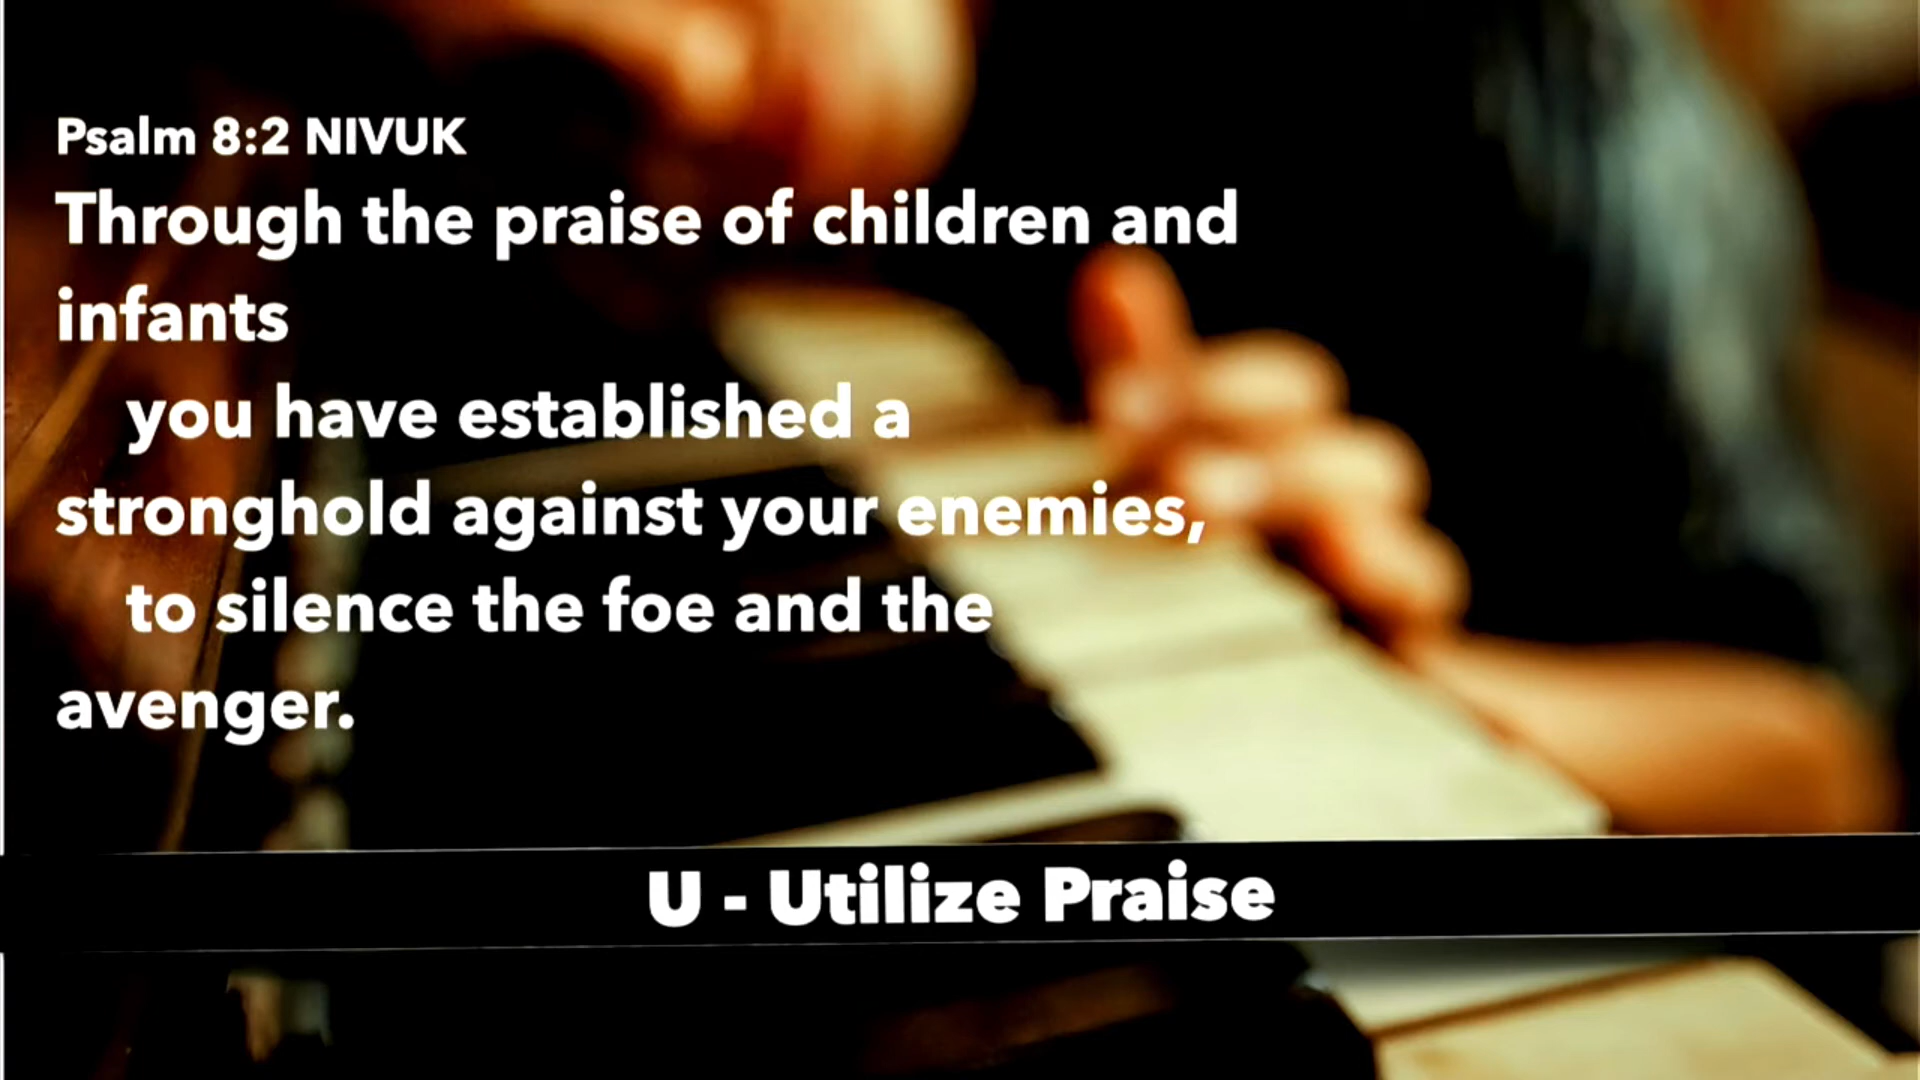 Psalm 8:2 NIVUK
Through the praise of children and
infants
you have established a
stronghold against your enemies,
to silence the foe and the
avenger.
U - Utilize Praise